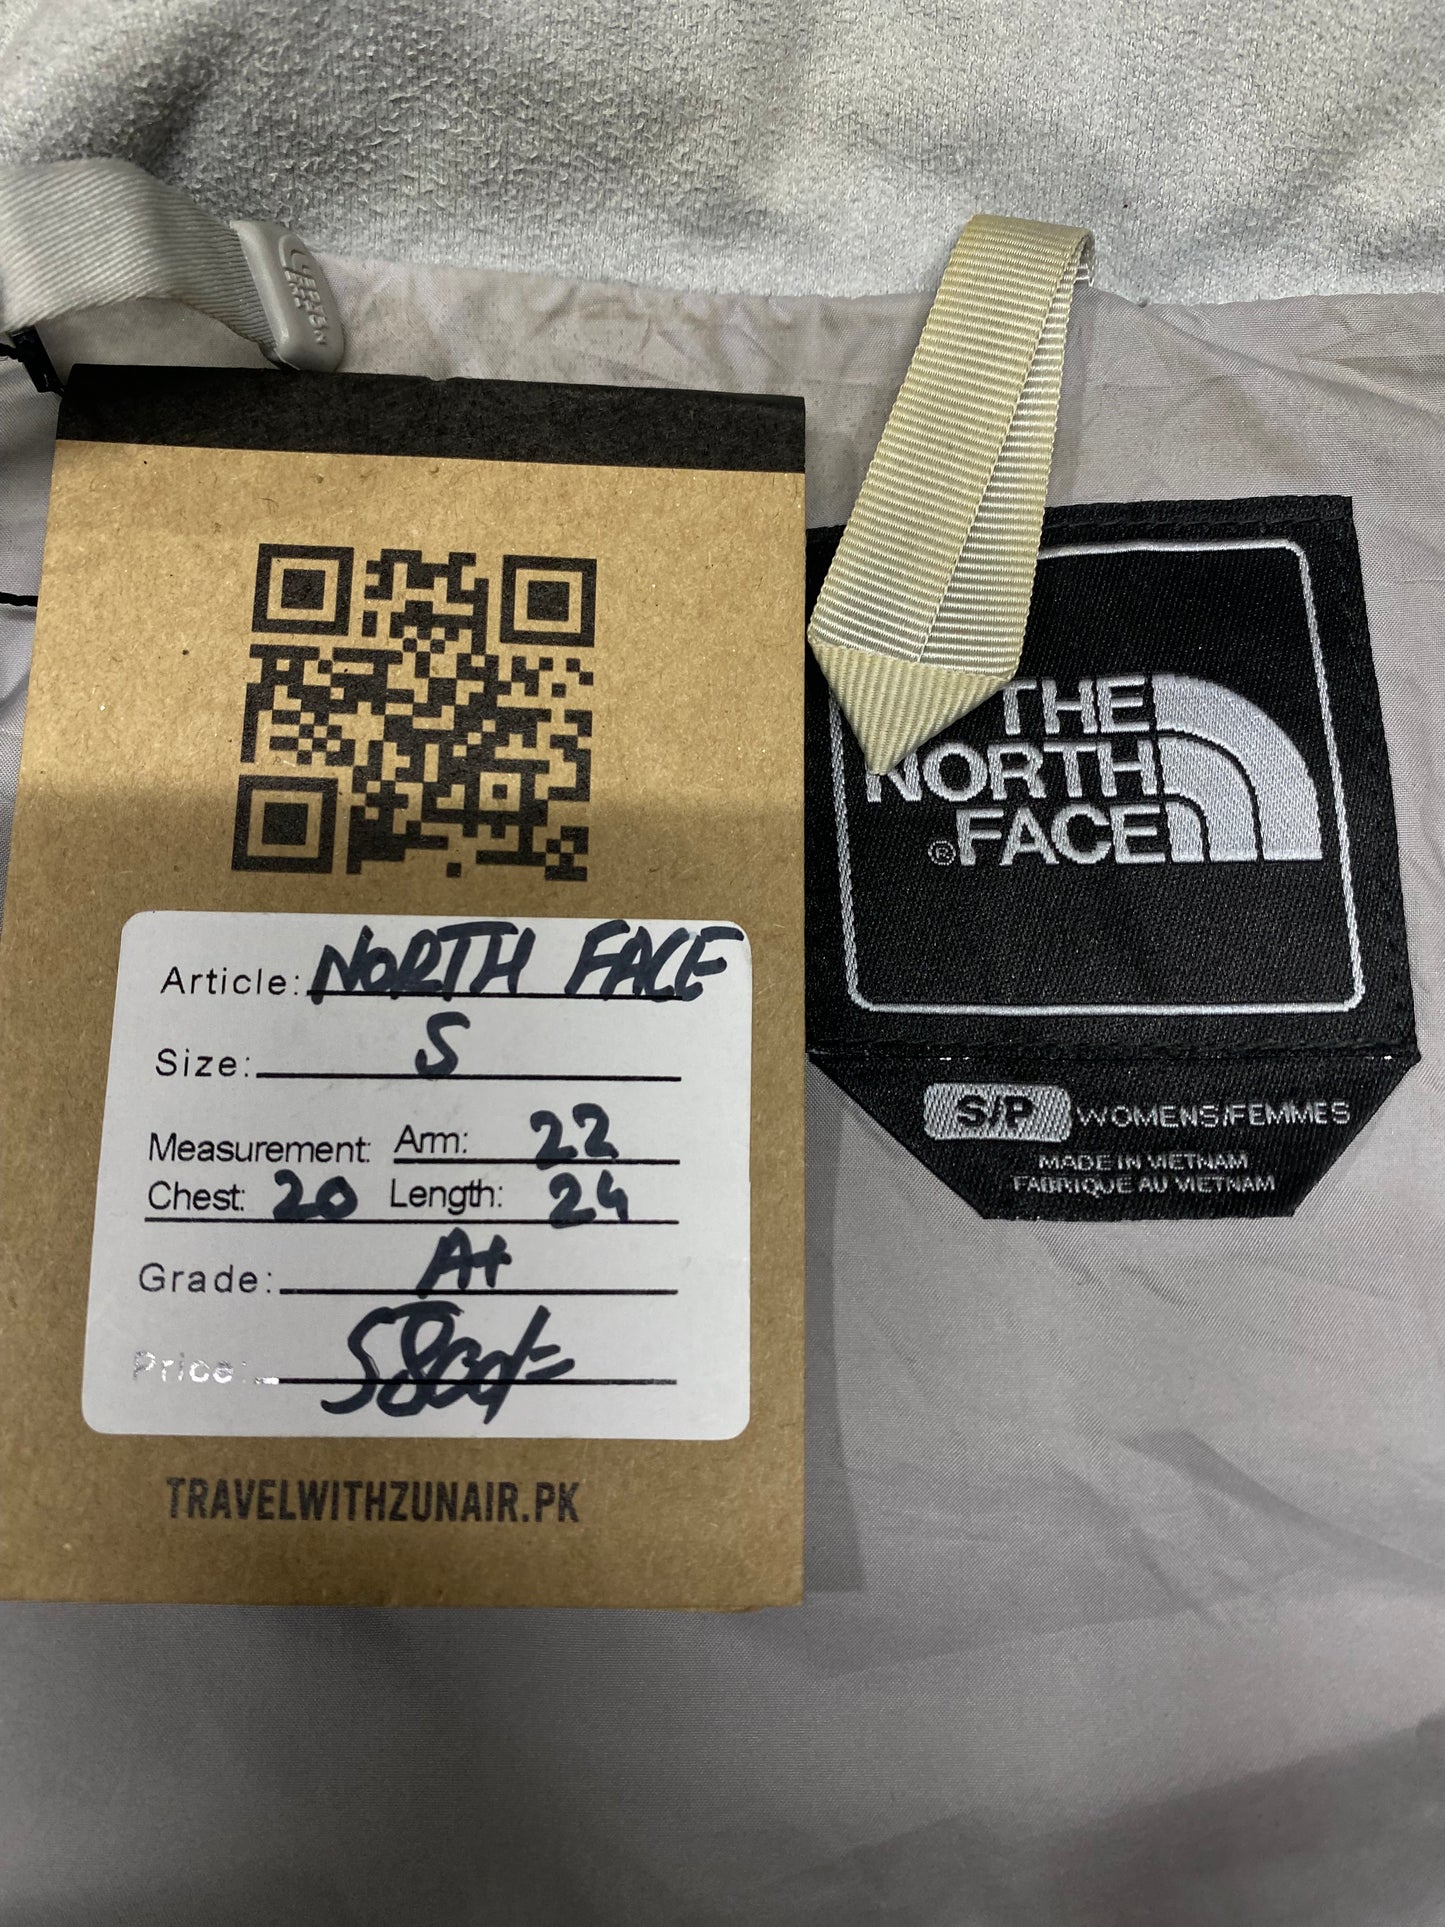 Article: NORTH FACE
Size: S
Measurement: Arm: 22
Chest: 20 Length: 24
Grade: A+
Price: 5800/=
TRAVELWITHZUNAIR.PK
THE
NORTH
FACE
®
S/P WOMENS/FEMMES
MADE IN VIETNAM
FABRIQUE AU VIETNAM